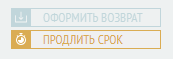 ОФОРМИТЬ ВОЗВРАТ
ПРОДЛИТЬ СРОК